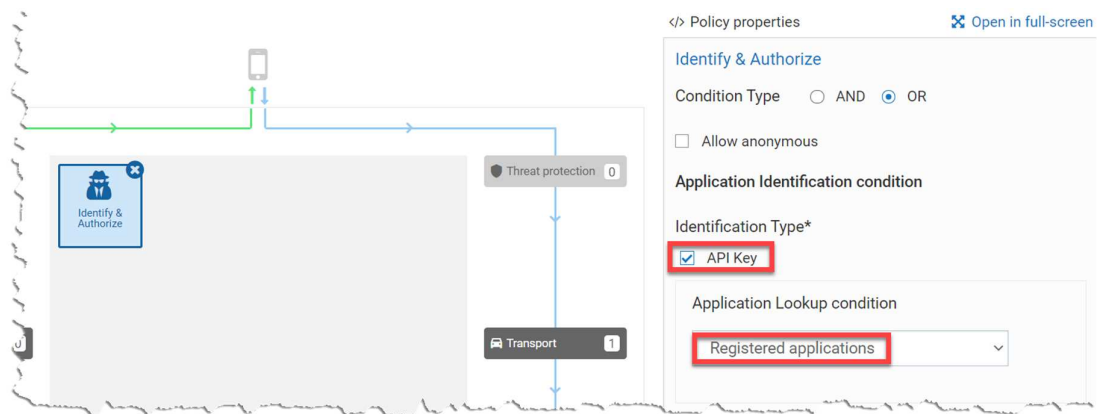 </> Policy properties
Open in full-screen
Identify & Authorize
Condition Type AND OR
Allow anonymous
Application Identification condition
Identification Type*
API Key
Application Lookup condition
Registered applications
Identify &
Authorize
Threat protection 0
Transport 1